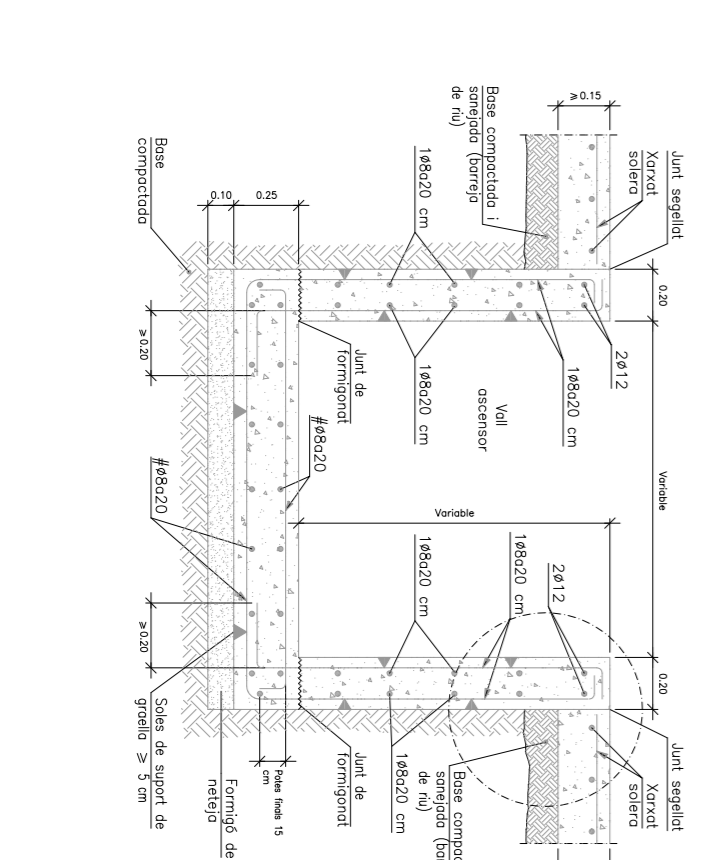 Junt segellat
Xarxat
solera
≥0.15
0.20
Variable
0.20
Junt segellat
Xarxat
solera
2ø12
1ø8a20 cm
2ø12
1ø8a20 cm
Base compactada i
sanejada (barreja
de riu)
Vall
ascensor
Variable
1ø8a20 cm
1ø8a20 cm
1ø8a20 cm
1ø8a20 cm
Base
sanejada
de riu)
Junt de
formigonat
Junt de
formigonat
#ø8a20
0.25
0.10
Potes finals 15
cm
Formigó de
neteja
Base
compactada
≥0.20
#ø8a20
≥0.20
Soles de suport de
graella ≥ 5 cm